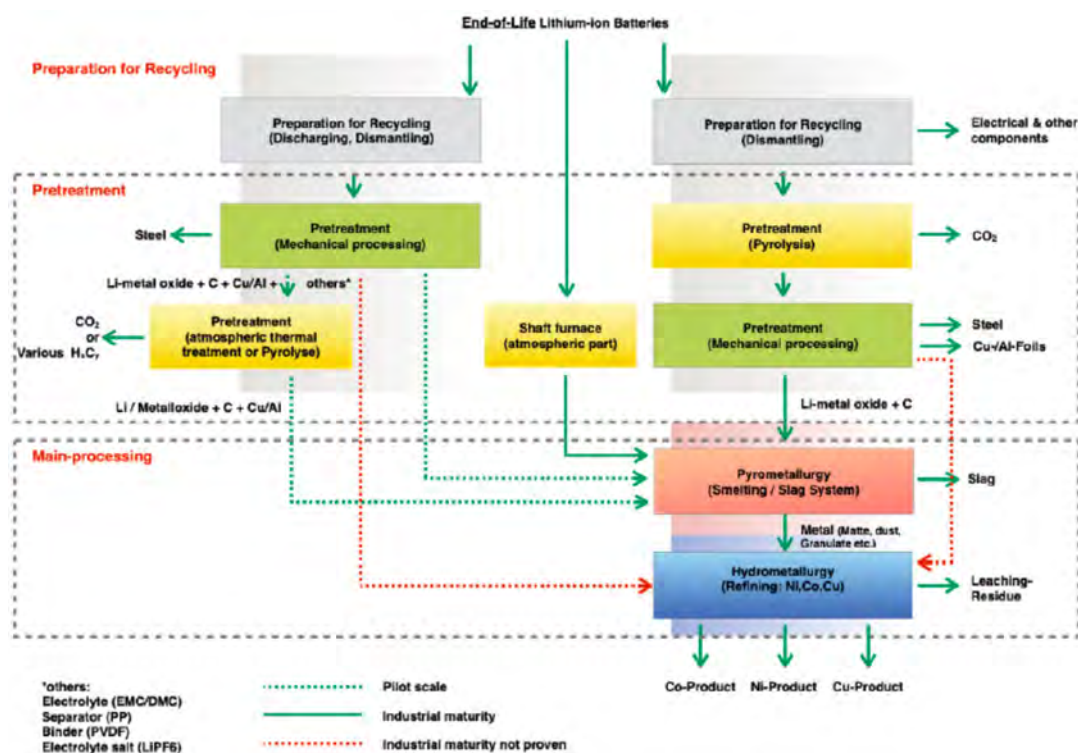 End-of-Life Lithium-ion Batteries
Preparation for Recycling
Preparation for Recycling
(Discharging, Dismantling)
Preparation for Recycling
(Dismantling)
Electrical & other
components
Pretreatment
Steel
Pretreatment
(Mechanical processing)
Pretreatment
(Pyrolysis)
CO₂
Li-metal oxide + C + Cu/Al + others*
CO₂
or
Various HₓCᵧ
Pretreatment
(atmospheric thermal
treatment or Pyrolyse)
Shaft furnace
(atmospheric part)
Pretreatment
(Mechanical processing)
Steel
Cu-/Al-Foils
Li / Metalloxide + C + Cu/Al
Li-metal oxide + C
Main-processing
Pyrometallurgy
(Smelting / Slag System)
Slag
Metal (Matte, dust,
Granulate etc.)
Hydrometallurgy
(Refining: Ni,Co,Cu)
Leaching-
Residue
Co-Product
Ni-Product
Cu-Product
*others:
Electrolyte (EMC/DMC)
Separator (PP)
Binder (PVDF)
Electrolyte salt (LiPF6)
Pilot scale
Industrial maturity
Industrial maturity not proven